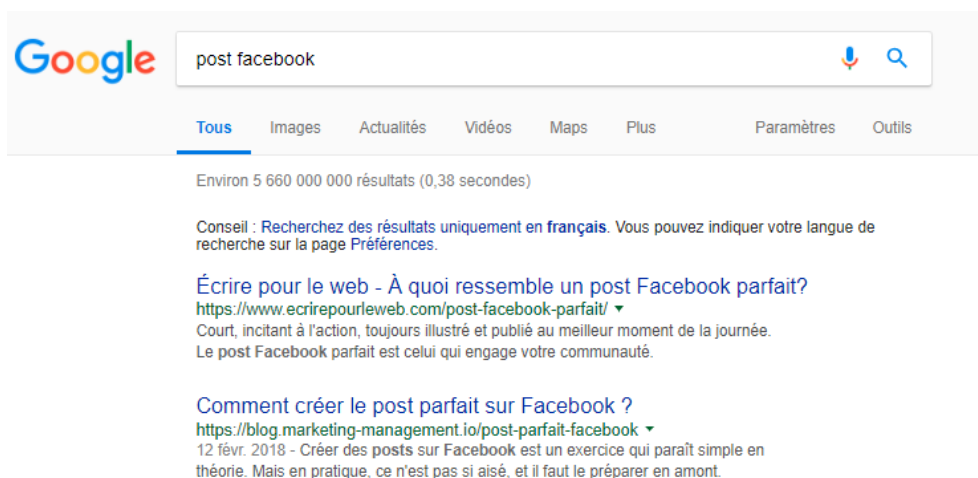 Google post facebook
Tous Images Actualités Vidéos Maps Plus Paramètres Outils
Environ 5 660 000 000 résultats (0,38 secondes)
Conseil : Recherchez des résultats uniquement en français. Vous pouvez indiquer votre langue de
recherche sur la page Préférences.
Écrire pour le web - À quoi ressemble un post Facebook parfait?
https://www.ecrirepourleweb.com/post-facebook-parfait/
Court, incitant à l'action, toujours illustré et publié au meilleur moment de la journée.
Le post Facebook parfait est celui qui engage votre communauté.
Comment créer le post parfait sur Facebook ?
https://blog.marketing-management.io/post-parfait-facebook
12 févr. 2018 - Créer des posts sur Facebook est un exercice qui paraît simple en
théorie. Mais en pratique, ce n'est pas si aisé, et il faut le préparer en amont.